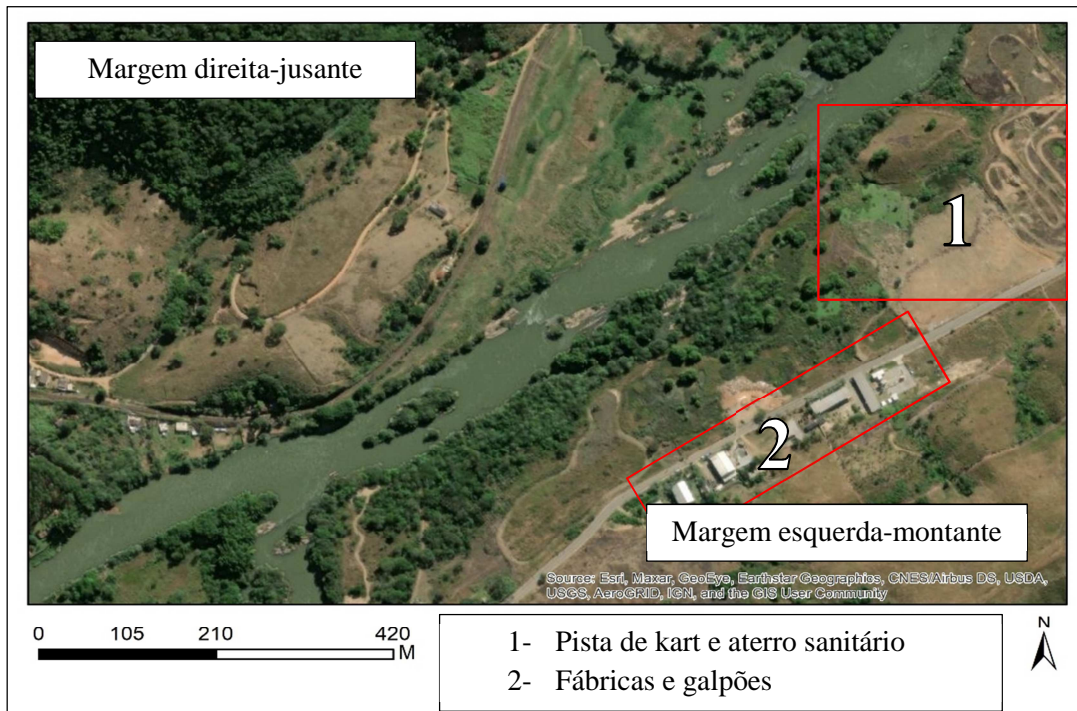 Margem direita-jusante
1
2
Margem esquerda-montante
Source: Esri, Maxar, GeoEye, Earthstar Geographics, CNES/Airbus DS, USDA,
USGS, AeroGRID, IGN, and the GIS User Community
0 105 210 420
M
1- Pista de kart e aterro sanitário
2- Fábricas e galpões
N